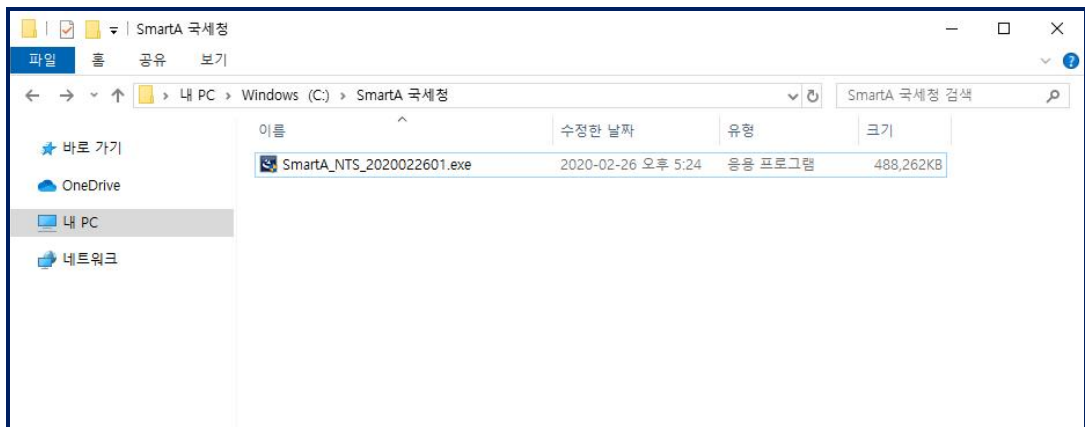 SmartA 국세청
파일 홈 공유 보기
내 PC > Windows (C:) > SmartA 국세청 SmartA 국세청 검색
이름 수정한 날짜 유형 크기
바로 가기
SmartA_NTS_2020022601.exe 2020-02-26 오후 5:24 응용 프로그램 488,262KB
OneDrive
내 PC
네트워크